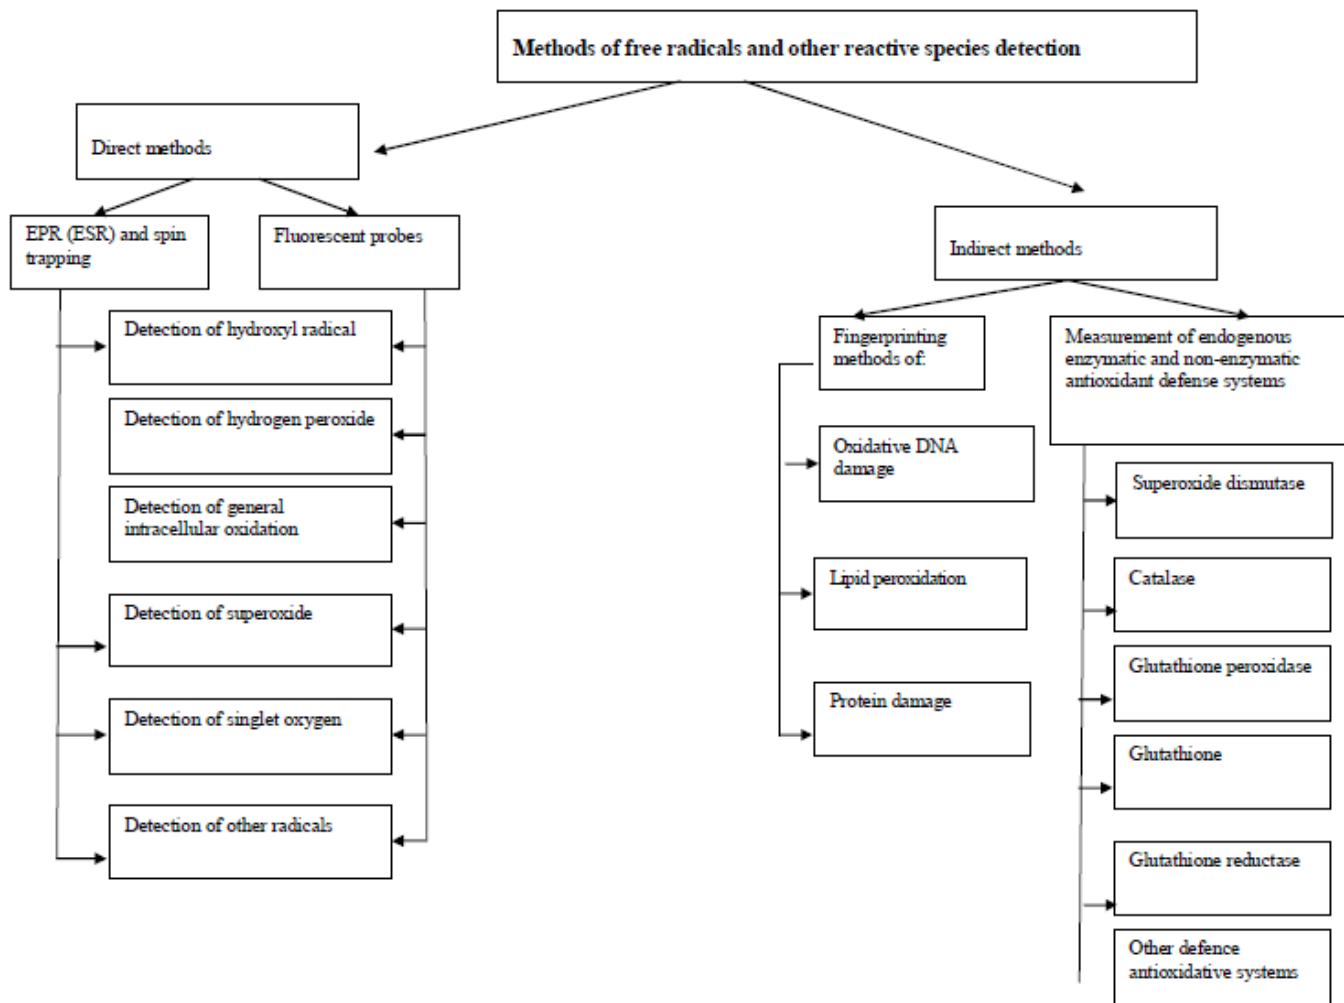 Methods of free radicals and other reactive species detection
Direct methods
EPR (ESR) and spin
trapping
Fluorescent probes
Detection of hydroxyl radical
Detection of hydrogen peroxide
Detection of general
intracellular oxidation
Detection of superoxide
Detection of singlet oxygen
Detection of other radicals
Indirect methods
Fingerprinting
methods of:
Oxidative DNA
damage
Lipid peroxidation
Protein damage
Measurement of endogenous
enzymatic and non-enzymatic
antioxidant defense systems
Superoxide dismutase
Catalase
Glutathione peroxidase
Glutathione
Glutathione reductase
Other defence
antioxidative systems